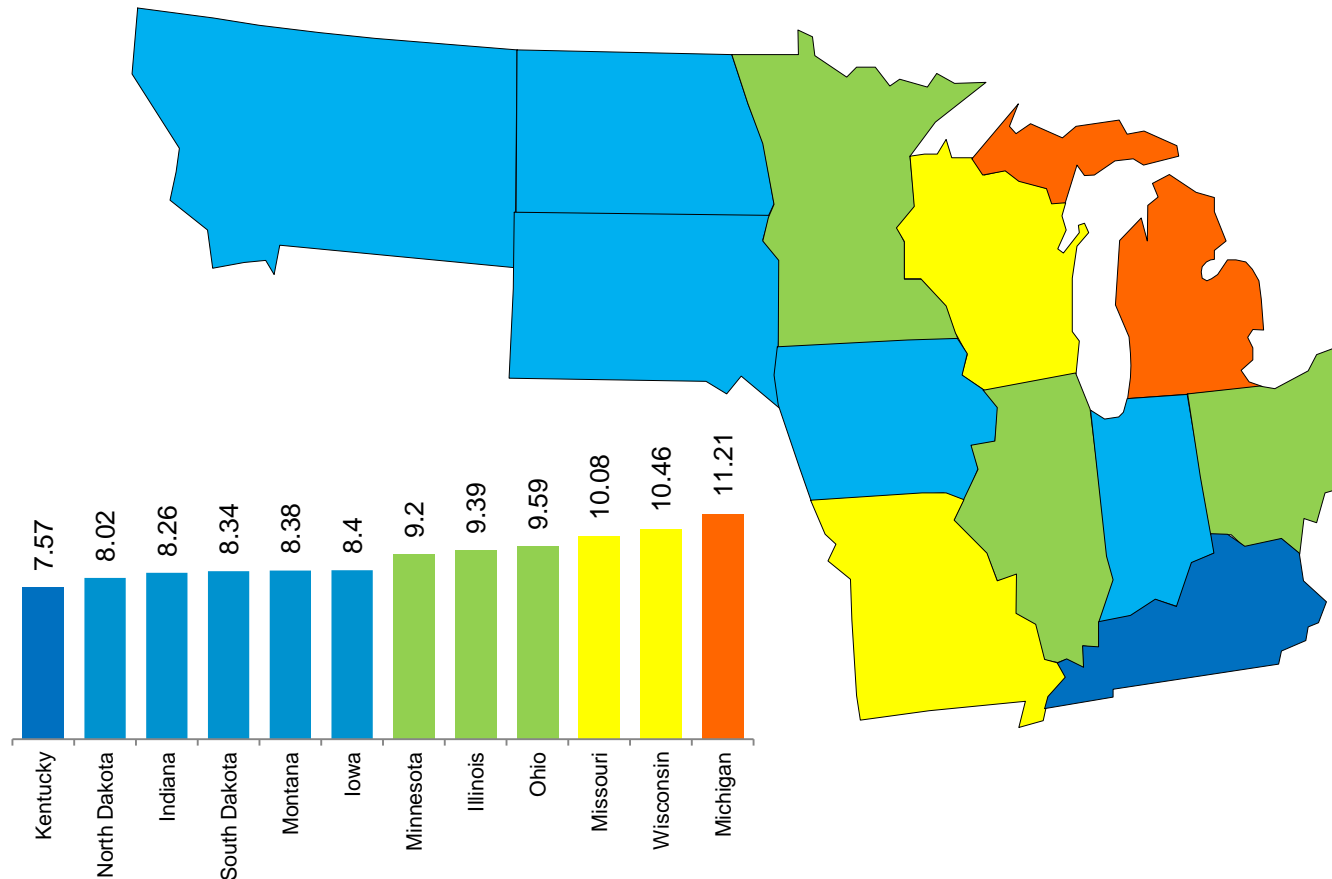 7.57
8.02
8.26
8.34
8.38
8.4
9.2
9.39
9.59
10.08
10.46
11.21
Kentucky
North Dakota
Indiana
South Dakota
Montana
Iowa
Minnesota
Illinois
Ohio
Missouri
Wisconsin
Michigan